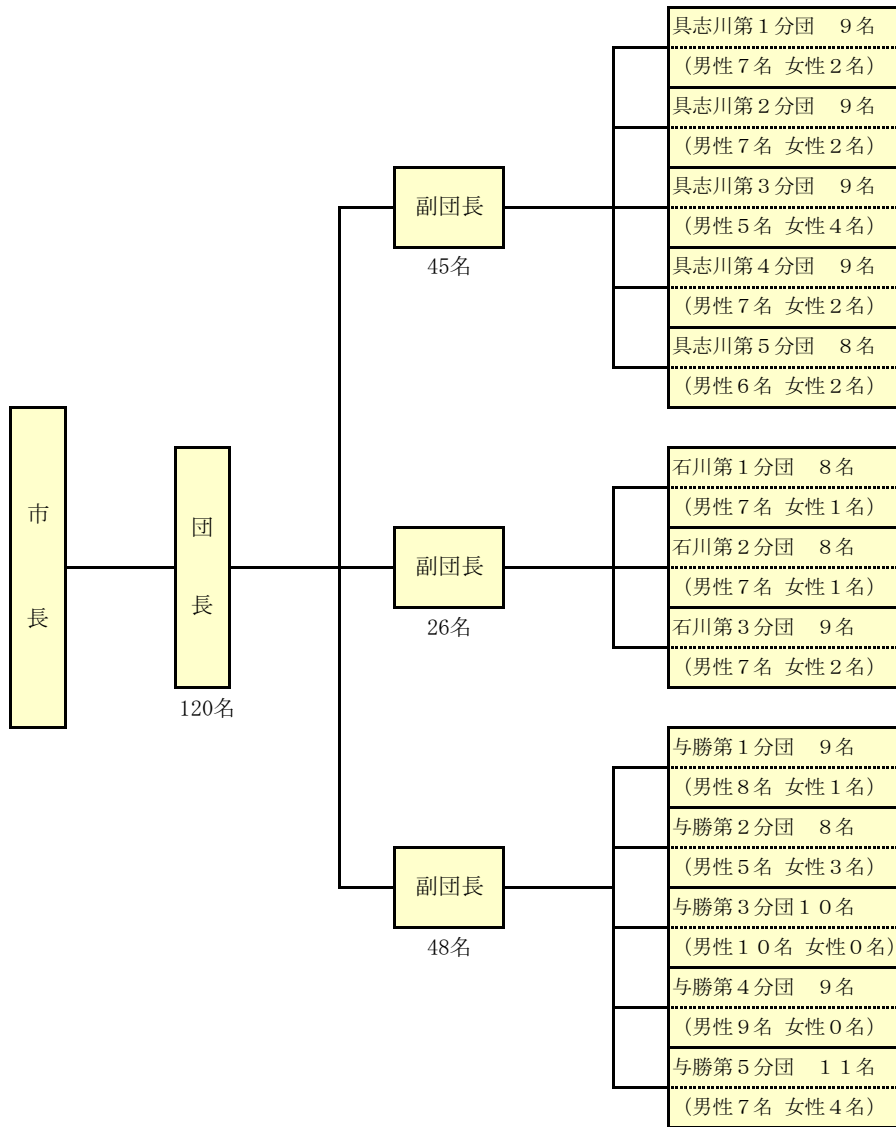 市長
団長
120名
副団長
45名
具志川第1分団　9名
（男性7名 女性2名）
具志川第2分団　9名
（男性7名 女性2名）
具志川第3分団　9名
（男性5名 女性4名）
具志川第4分団　9名
（男性7名 女性2名）
具志川第5分団　8名
（男性6名 女性2名）
副団長
26名
石川第1分団　8名
（男性7名 女性1名）
石川第2分団　8名
（男性7名 女性1名）
石川第3分団　9名
（男性7名 女性2名）
副団長
48名
与勝第1分団　9名
（男性8名 女性1名）
与勝第2分団　8名
（男性5名 女性3名）
与勝第3分団１０名
（男性１０名 女性０名）
与勝第4分団　9名
（男性9名 女性０名）
与勝第5分団　１１名
（男性7名 女性4名）